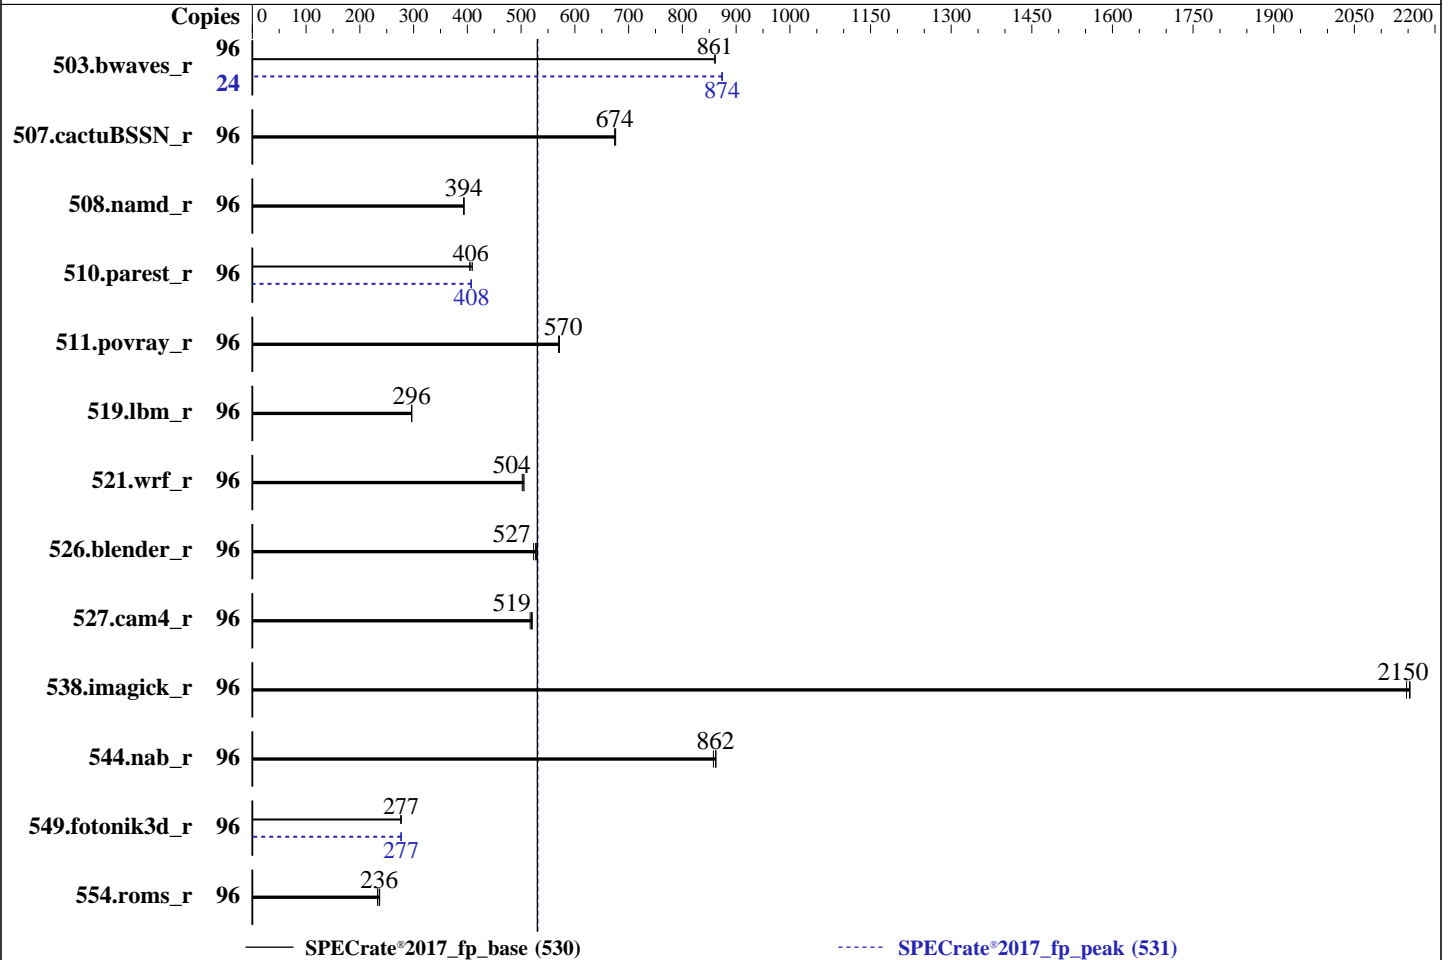 Copies 0 100 200 300 400 500 600 700 800 900 1000 1150 1300 1450 1600 1750 1900 2050 2200
503.bwaves_r 96 861
24 874
507.cactuBSSN_r 96 674
508.namd_r 96 394
510.parest_r 96 406
408
511.povray_r 96 570
519.lbm_r 96 296
521.wrf_r 96 504
526.blender_r 96 527
527.cam4_r 96 519
538.imagick_r 96 2150
544.nab_r 96 862
549.fotonik3d_r 96 277
277
554.roms_r 96 236
SPECrate®2017_fp_base (530) SPECrate®2017_fp_peak (531)